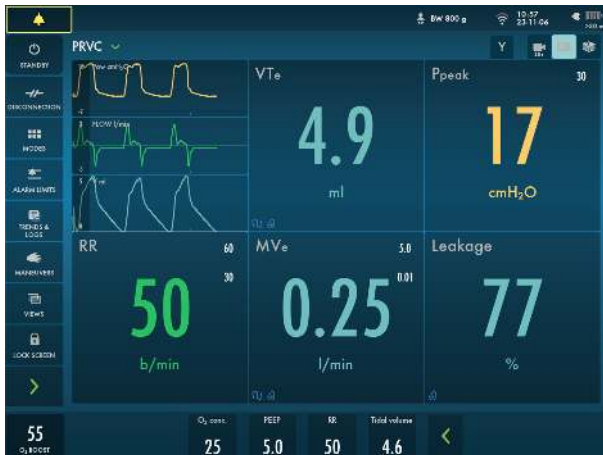 BW 800 g
10:57
23-11-06
STANDBY
PRVC
Y
DISCONNECTION
MODES
ALARM LIMITS
TRENDS &
LOGS
MANEUVERS
VIEWS
LOCK SCREEN
Paw cmH2O
FLOW l/min
VTe
4.9
ml
Ppeak
30
17
cmH₂O
RR
60
30
50
b/min
MVe
5.0
0.01
0.25
l/min
Leakage
77
%
55
O₂ BOOST
O₂ conc.
25
PEEP
5.0
RR
50
Tidal volume
4.6